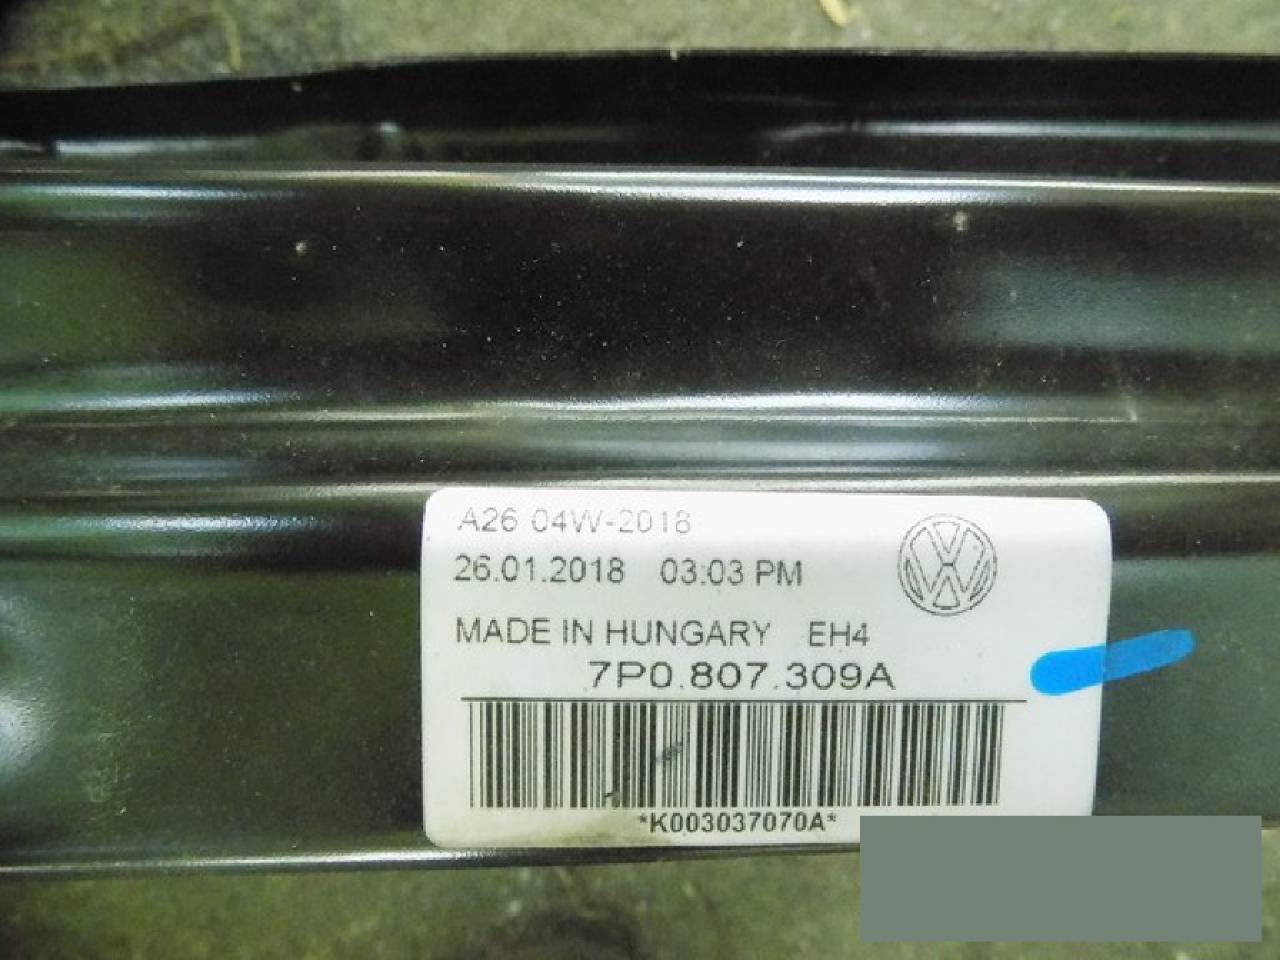 A26 04W-2018
26.01.2018 03:03 PM
MADE IN HUNGARY EH4
7P0.807.309A
*K003037070A*